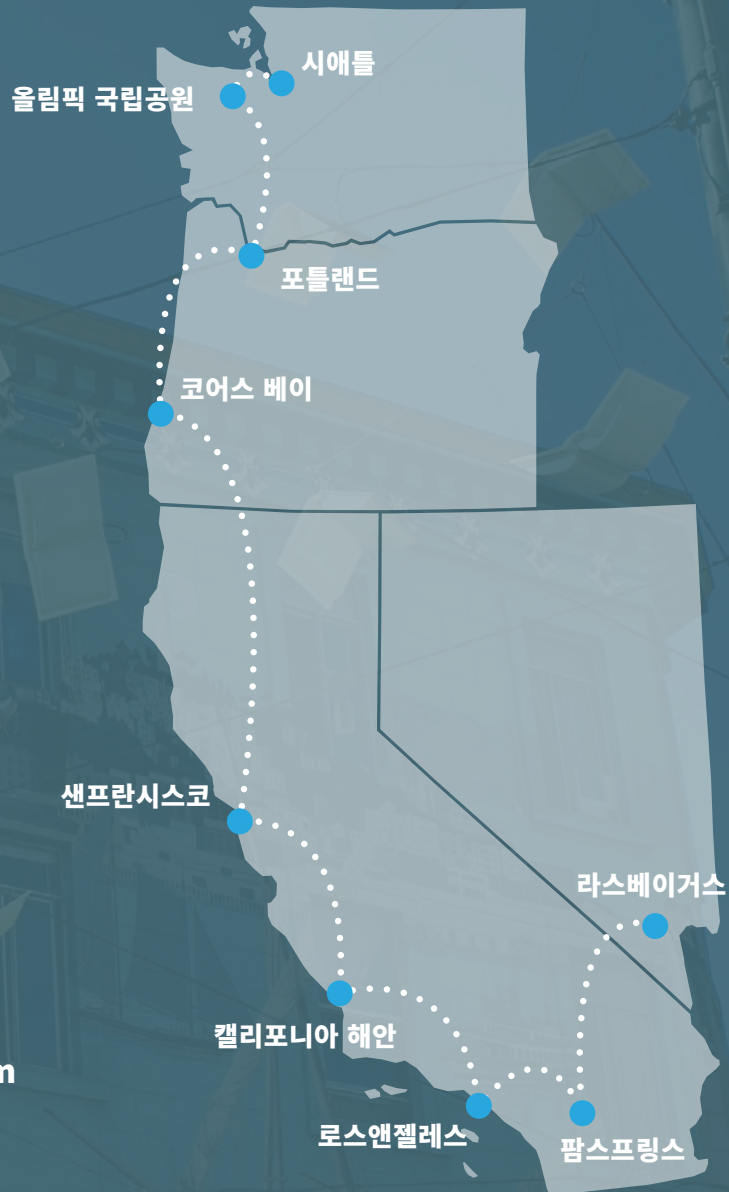 시애틀
올림픽 국립공원
포틀랜드
코어스 베이
샌프란시스코
라스베이거스
캘리포니아 해안
m
로스앤젤레스
팜스프링스